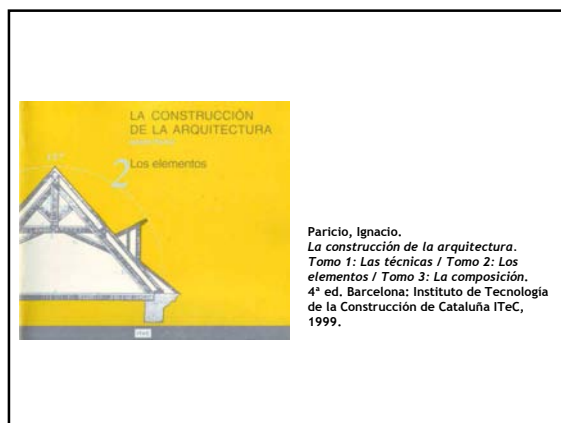 LA CONSTRUCCIÓN
DE LA ARQUITECTURA
2
Los elementos
Paricio, Ignacio.
La construcción de la arquitectura.
Tomo 1: Las técnicas / Tomo 2: Los
elementos / Tomo 3: La composición.
4ª ed. Barcelona: Instituto de Tecnología
de la Construcción de Cataluña ITeC,
1999.